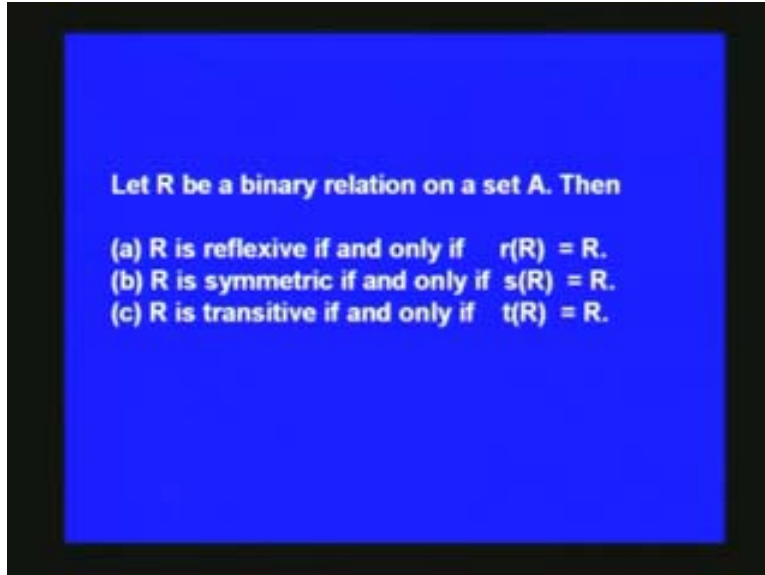 Let R be a binary relation on a set A. Then
(a) R is reflexive if and only if r(R) = R.
(b) R is symmetric if and only if s(R) = R.
(c) R is transitive if and only if t(R) = R.